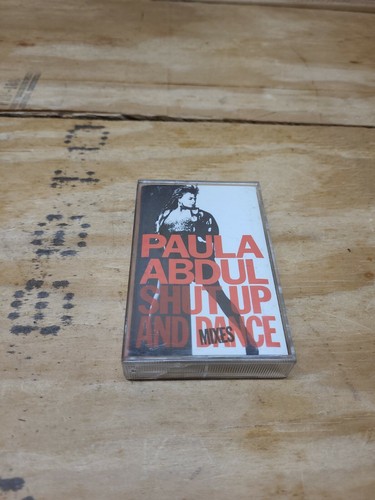 PAULA
ABDUL
SHUT UP
AND DANCE
MIXES